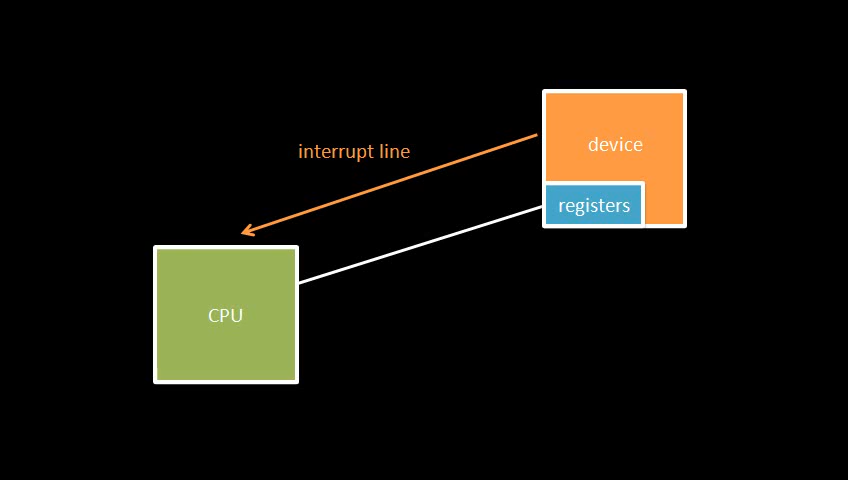 interrupt line
device
registers
CPU